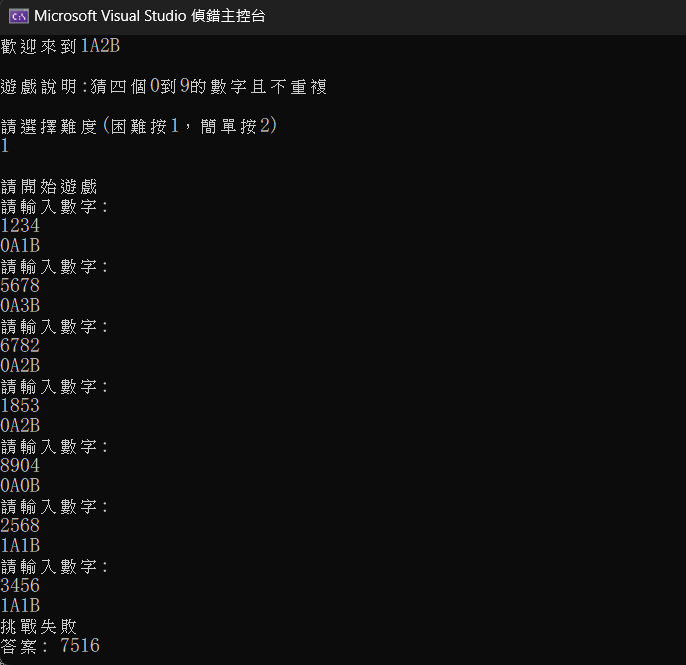 Microsoft Visual Studio 偵錯主控台
歡迎來到1A2B
遊戲說明:猜四個0到9的數字且不重複
請選擇難度(困難按1，簡單按2)
1
請開始遊戲
請輸入數字:
1234
0A1B
請輸入數字:
5678
0A3B
請輸入數字:
6782
0A2B
請輸入數字:
1853
0A2B
請輸入數字:
8904
0A0B
請輸入數字:
2568
1A1B
請輸入數字:
3456
1A1B
挑戰失敗
答案: 7516